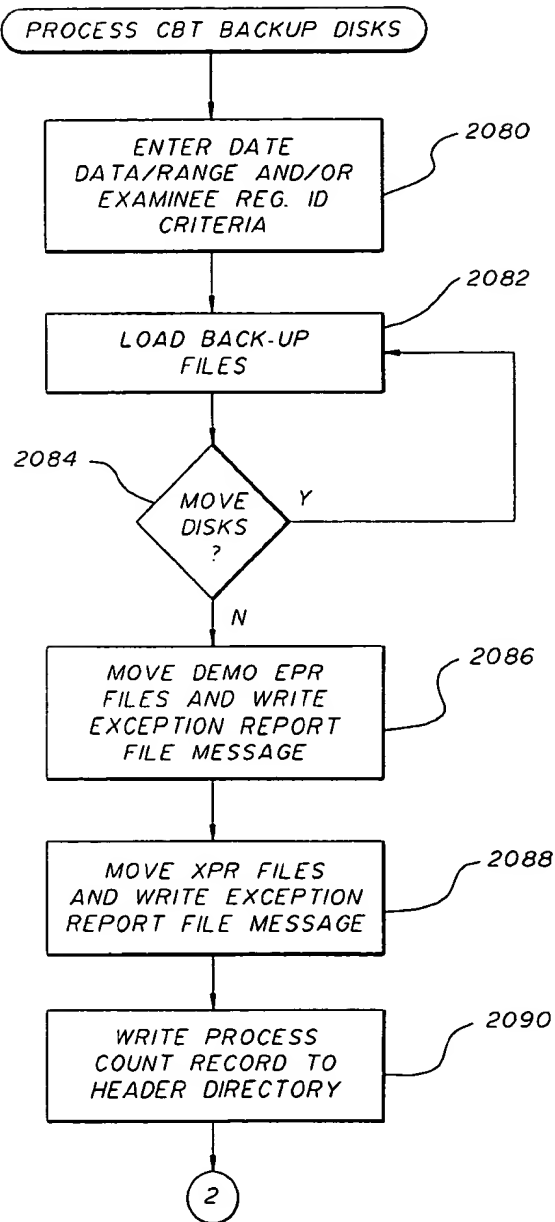 PROCESS CBT BACKUP DISKS
2080
ENTER DATE
DATA/RANGE AND/OR
EXAMINEE REG. ID
CRITERIA
2082
LOAD BACK-UP
FILES
2084
MOVE
DISKS
?
Y
N
2086
MOVE DEMO EPR
FILES AND WRITE
EXCEPTION REPORT
FILE MESSAGE
2088
MOVE XPR FILES
AND WRITE EXCEPTION
REPORT FILE MESSAGE
2090
WRITE PROCESS
COUNT RECORD TO
HEADER DIRECTORY
2